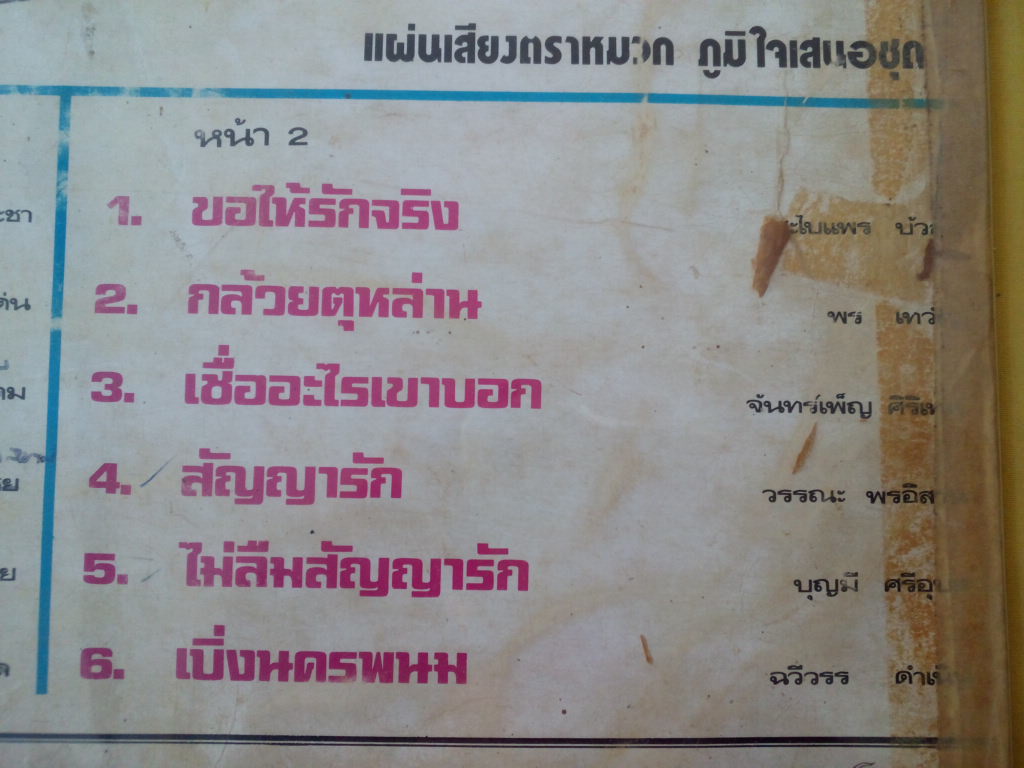 แผ่นเสียงตราหมวก ภูมิใจเสนอชุด
หน้า 2
1. ขอให้รักจริง
2. กล้วยตุหล่าน พร
3. เชื่ออะไรเขาบอก จันทร์เพ็ญ
4. สัญญารัก วรรณะ
5. ไม่ลืมสัญญารัก บุญมี
6. เบิ่งนครพนม ฉวีวรร